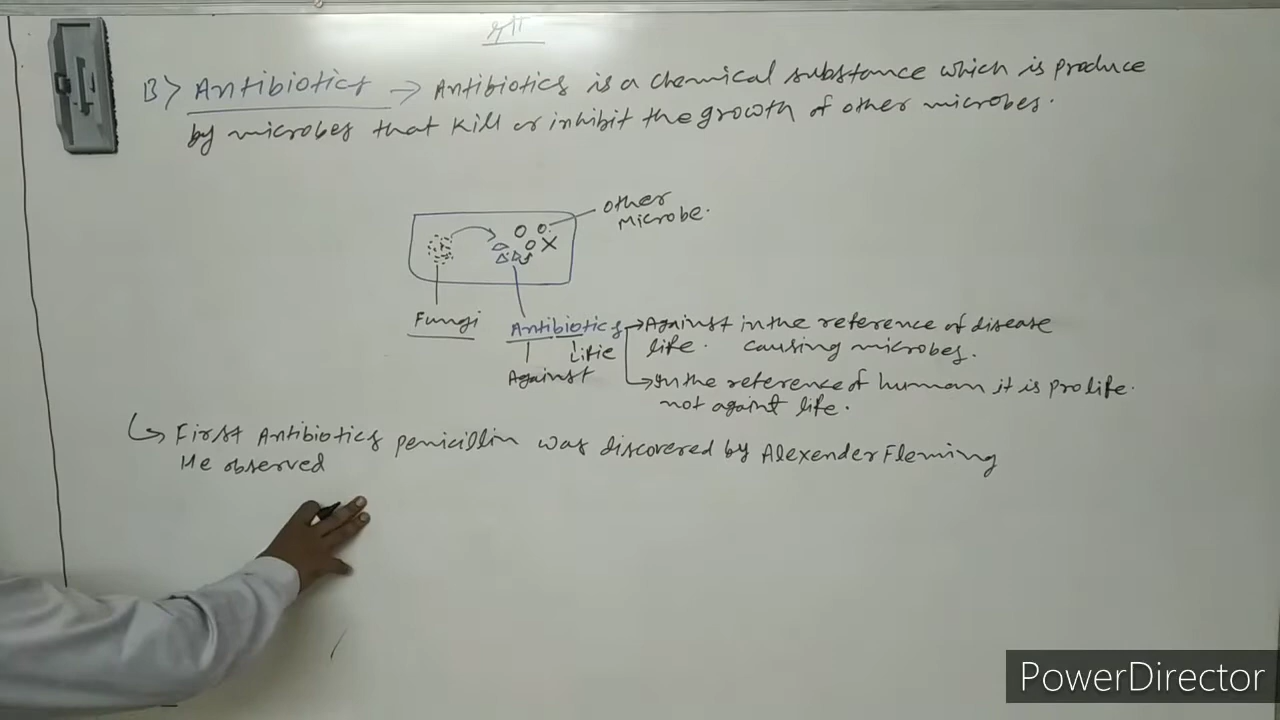 B> Antibiotics → Antibiotics is a chemical substance which is produce
by microbes that kill or inhibit the growth of other microbes.
Other
Microbe.
Fungi
Antibiotics → Against in the reference of disease
life. causing microbes.
Litie
Against
→ In the reference of human it is prolife.
not against life.
↳ First Antibiotics penicillin was discovered by Alexender Fleming
He observed
PowerDirector